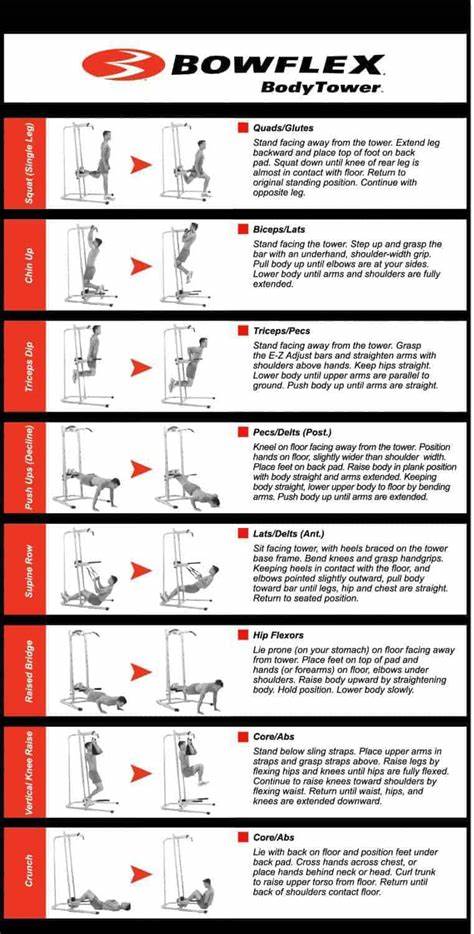 BOWFLEX
BodyTower
Squat (Single Leg)
Quads/Glutes
Stand facing away from the tower. Extend leg
backward and place top of foot on back
pad. Squat down until knee of rear leg is
almost in contact with floor. Return to
original standing position. Continue with
opposite leg.
Chin Up
Biceps/Lats
Stand facing the tower. Step up and grasp the
bar with an underhand, shoulder-width grip.
Pull body up until elbows are at your sides.
Lower body until arms and shoulders are fully
extended.
Triceps Dip
Triceps/Pecs
Stand facing away from the tower. Grasp
the E-Z Adjust bars and straighten arms with
shoulders above hands. Keep hips straight.
Lower body until upper arms are parallel to
ground. Push body up until arms are straight.
Push Ups (Decline)
Pecs/Delts (Post.)
Kneel on floor facing away from the tower. Position
hands on floor, slightly wider than shoulder width.
Place feet on back pad. Raise body in plank position
with body straight and arms extended. Keeping
body straight, lower upper body to floor by bending
arms. Push body up until arms are extended.
Supine Row
Lats/Delts (Ant.)
Sit facing tower, with heels braced on the tower
base frame. Bend knees and grasp handgrips.
Keeping heels in contact with the floor, and
elbows pointed slightly outward, pull body
toward bar until legs, hip and chest are straight.
Return to seated position.
Raised Bridge
Hip Flexors
Lie prone (on your stomach) on floor facing away
from tower. Place feet on top of pad and
hands (or forearms) on floor, elbows under
shoulders. Raise body upward by straightening
body. Hold position. Lower body slowly.
Vertical Knee Raise
Core/Abs
Stand below sling straps. Place upper arms in
straps and grasp straps above. Raise legs by
flexing hips and knees until hips are fully flexed.
Continue to raise knees toward shoulders by
flexing waist. Return until waist, hips, and
knees are extended downward.
Crunch
Core/Abs
Lie with back on floor and position feet under
back pad. Cross hands across chest, or
place hands behind neck or head. Curl trunk
to raise upper torso from floor. Return until
back of shoulders contact floor.